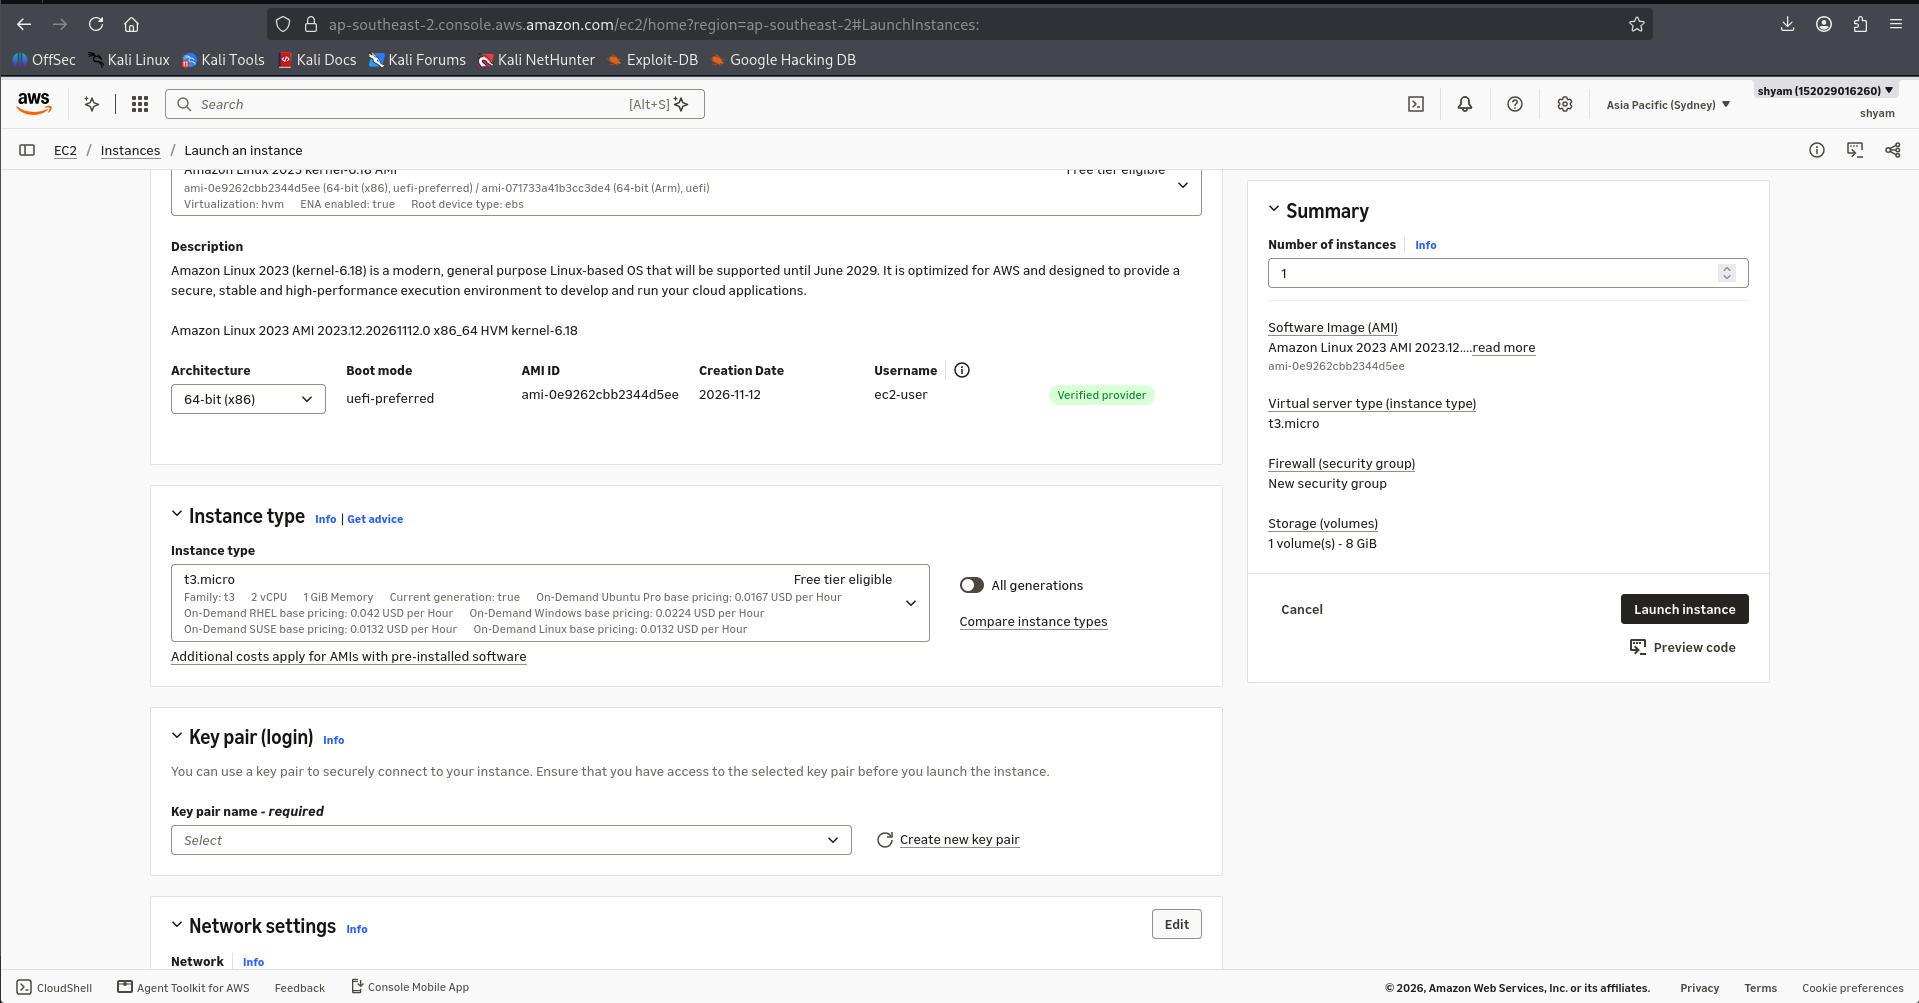 ap-southeast-2.console.aws.amazon.com/ec2/home?region=ap-southeast-2#LaunchInstances:
OffSec Kali Linux Kali Tools Kali Docs Kali Forums Kali NetHunter Exploit-DB Google Hacking DB
aws
Search [Alt+S]
Asia Pacific (Sydney)
shyam (152029016260)
shyam
EC2 / Instances / Launch an instance
Amazon Linux 2023 kernel-6.18 AMI Free tier eligible
ami-0e9262cbb2344d5ee (64-bit (x86), uefi-preferred) / ami-071733a41b3cc3de4 (64-bit (Arm), uefi)
Virtualization: hvm ENA enabled: true Root device type: ebs
Description
Amazon Linux 2023 (kernel-6.18) is a modern, general purpose Linux-based OS that will be supported until June 2029. It is optimized for AWS and designed to provide a
secure, stable and high-performance execution environment to develop and run your cloud applications.
Amazon Linux 2023 AMI 2023.12.20261112.0 x86_64 HVM kernel-6.18
Architecture Boot mode AMI ID Creation Date Username
64-bit (x86) uefi-preferred ami-0e9262cbb2344d5ee 2026-11-12 ec2-user Verified provider
Instance type Info | Get advice
Instance type
t3.micro Free tier eligible
Family: t3 2 vCPU 1 GiB Memory Current generation: true On-Demand Ubuntu Pro base pricing: 0.0167 USD per Hour
On-Demand RHEL base pricing: 0.042 USD per Hour On-Demand Windows base pricing: 0.0224 USD per Hour
On-Demand SUSE base pricing: 0.0132 USD per Hour On-Demand Linux base pricing: 0.0132 USD per Hour
All generations
Compare instance types
Additional costs apply for AMIs with pre-installed software
Key pair (login) Info
You can use a key pair to securely connect to your instance. Ensure that you have access to the selected key pair before you launch the instance.
Key pair name - required
Select Create new key pair
Network settings Info Edit
Network Info
Summary
Number of instances Info
1
Software Image (AMI)
Amazon Linux 2023 AMI 2023.12....read more
ami-0e9262cbb2344d5ee
Virtual server type (instance type)
t3.micro
Firewall (security group)
New security group
Storage (volumes)
1 volume(s) - 8 GiB
Cancel Launch instance
Preview code
CloudShell Agent Toolkit for AWS Feedback Console Mobile App © 2026, Amazon Web Services, Inc. or its affiliates. Privacy Terms Cookie preferences